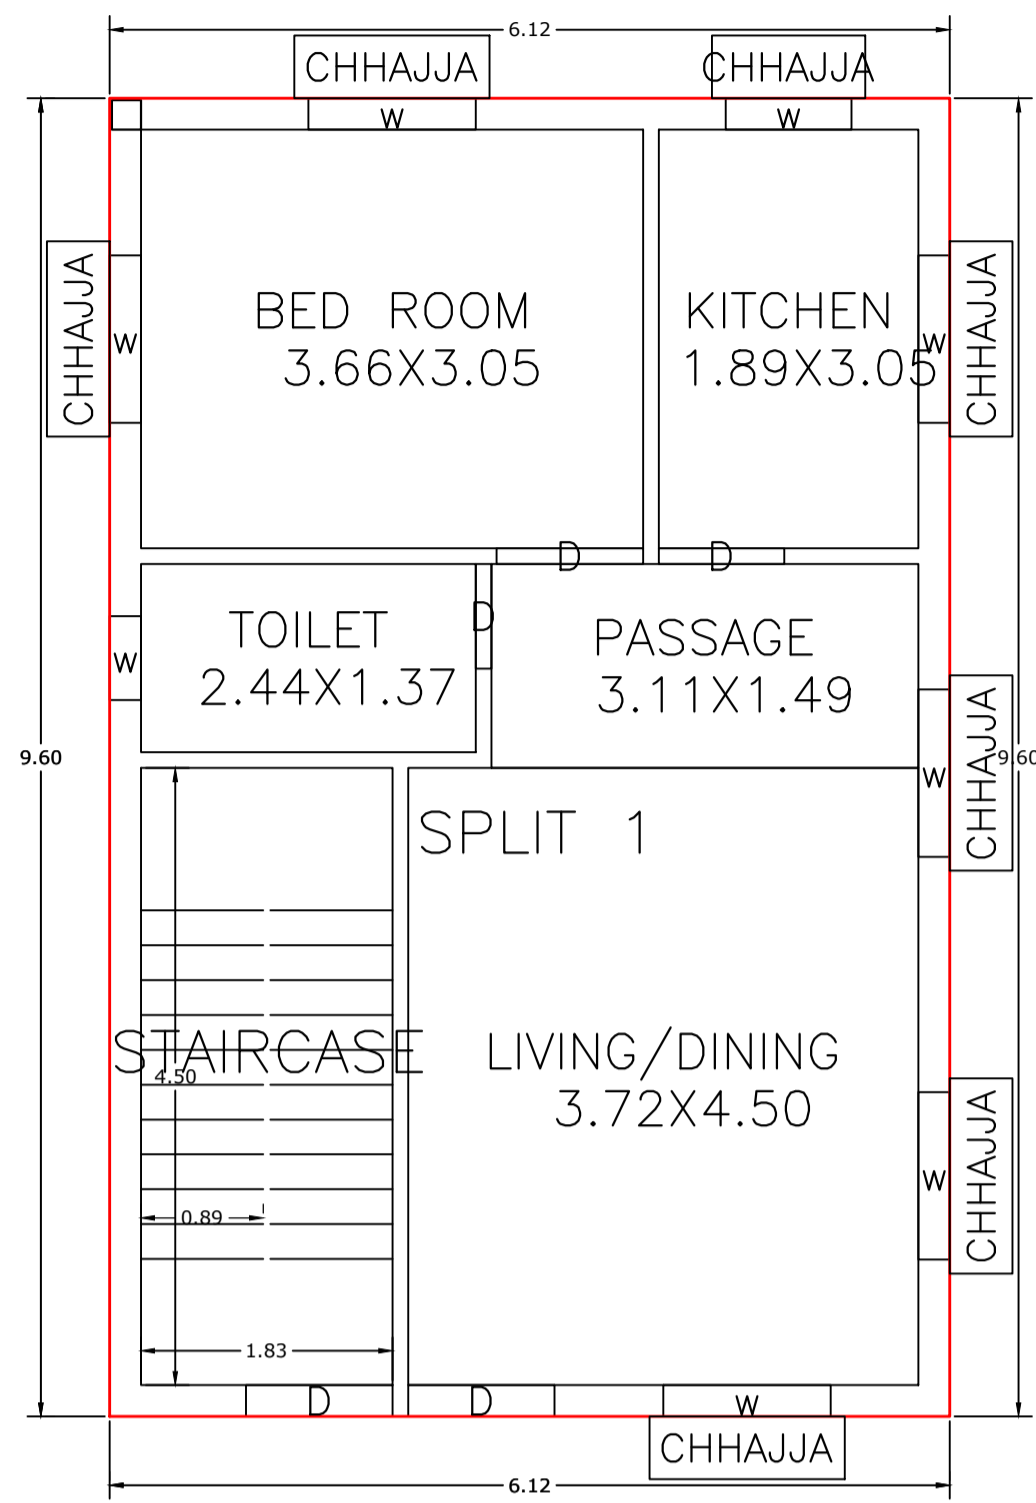 6.12
CHHAJJA
CHHAJJA
W
W
CHHAJJA
W
BED ROOM
3.66X3.05
KITCHEN
1.89X3.05
W
CHHAJJA
D
D
TOILET
2.44X1.37
W
D
PASSAGE
3.11X1.49
9.60
W
CHHAJJA
9.60
SPLIT 1
STAIRCASE
4.50
LIVING/DINING
3.72X4.50
W
CHHAJJA
0.89
1.83
D
D
W
CHHAJJA
6.12